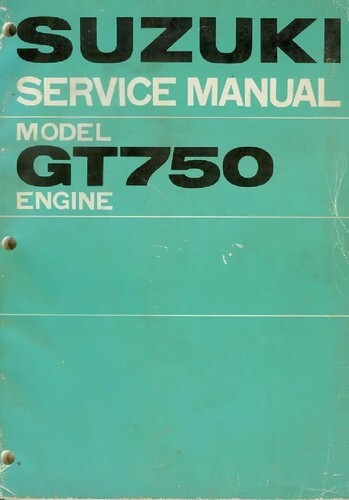 SUZUKI
SERVICE MANUAL
MODEL
GT750
ENGINE